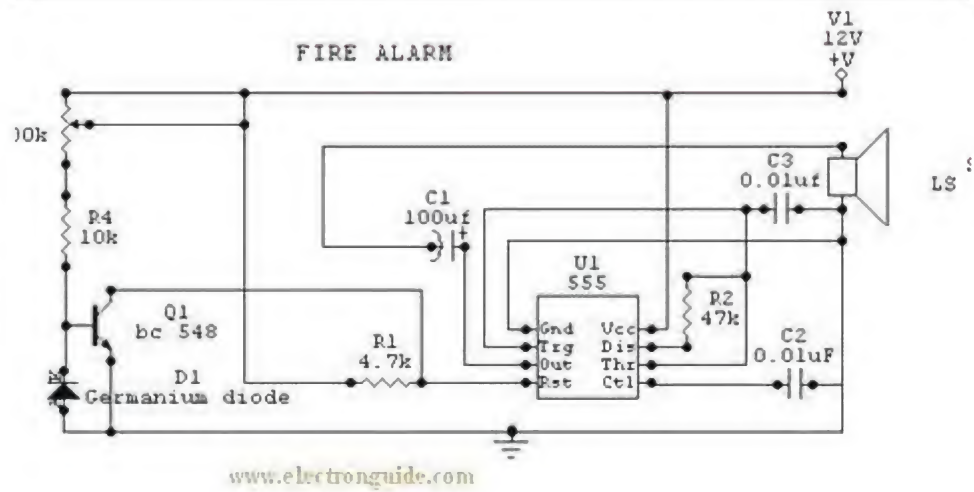 FIRE ALARM
V1
12V
+V
00k
R4
10k
C1
100uf
+
C3
0.01uf
LS
U1
555
Q1
bc 548
R1
4.7k
R2
47k
C2
0.01uF
Gnd Vcc
Trg Dis
Out Thr
Rst Ctl
D1
Germanium diode
www.electronguide.com